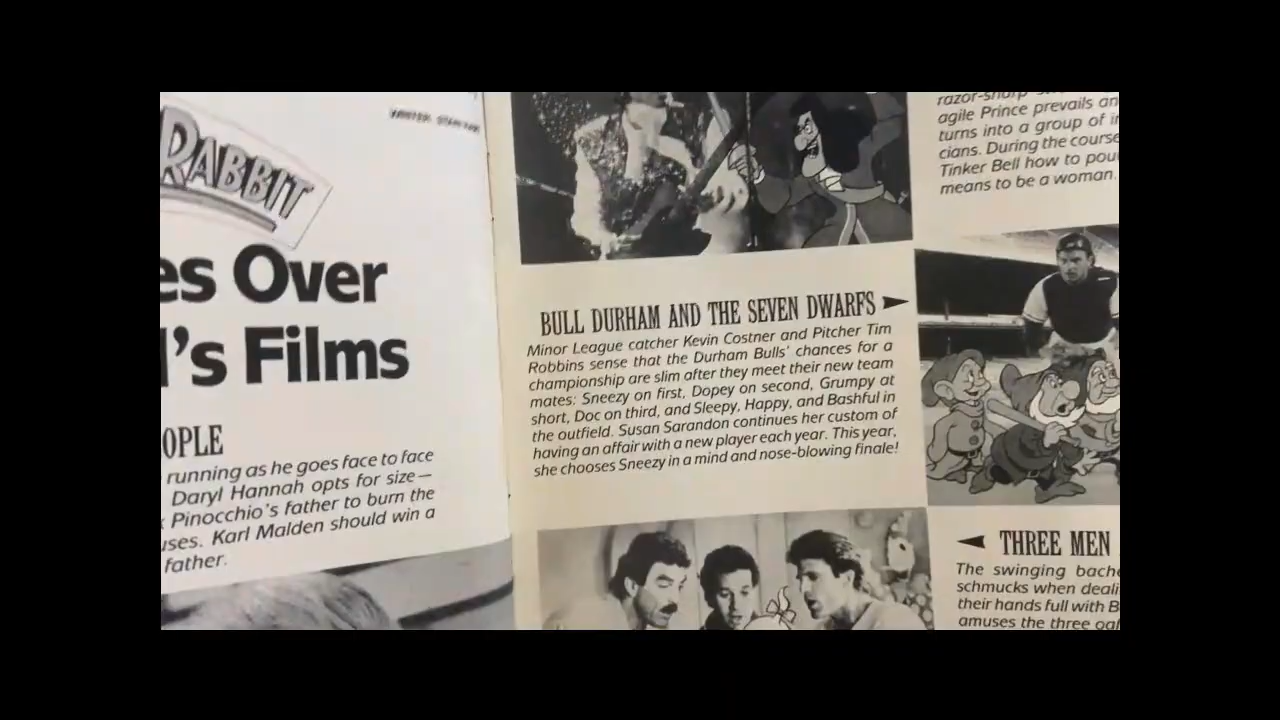 RABBIT
es Over
l's Films
OPLE
running as he goes face to face
Daryl Hannah opts for size—
Pinocchio's father to burn the
uses. Karl Malden should win a
father.
BULL DURHAM AND THE SEVEN DWARFS
Minor League catcher Kevin Costner and Pitcher Tim
Robbins sense that the Durham Bulls' chances for a
championship are slim after they meet their new team
mates: Sneezy on first, Dopey on second, Grumpy at
short, Doc on third, and Sleepy, Happy, and Bashful in
the outfield. Susan Sarandon continues her custom of
having an affair with a new player each year. This year,
she chooses Sneezy in a mind and nose-blowing finale!
razor-sharp
agile Prince prevails an
turns into a group of
cians. During the course
Tinker Bell how to pou
means to be a woman.
THREE MEN
The swinging bache
schmucks when deali
their hands full with B
amuses the three